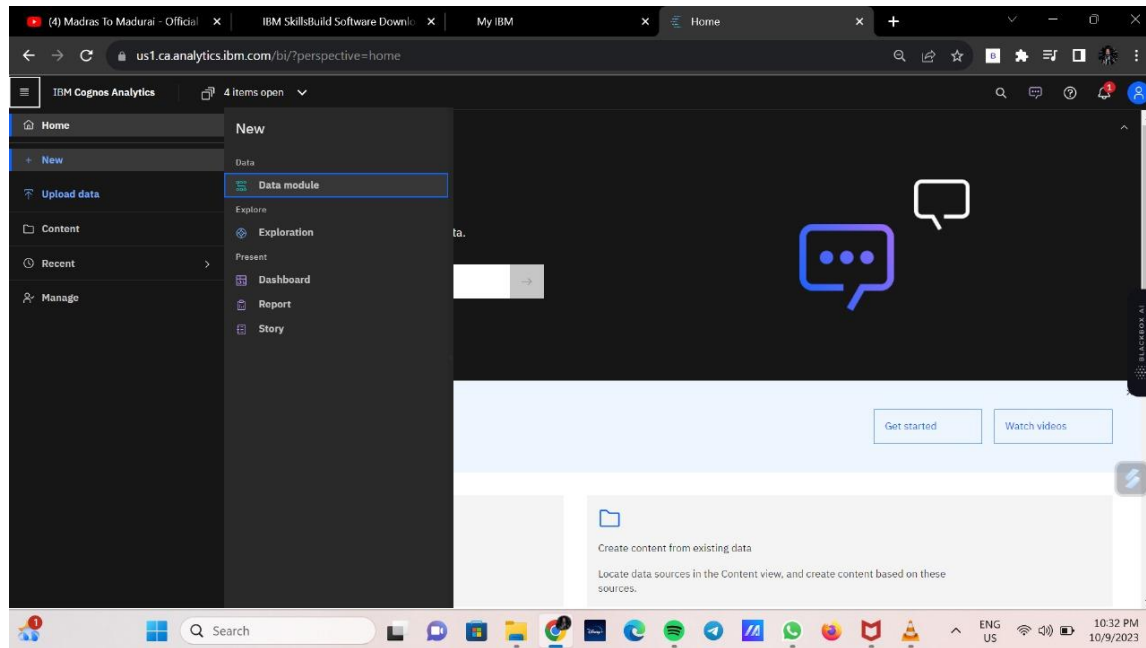 (4) Madras To Madurai - Official
IBM SkillsBuild Software Downlo
My IBM
Home
us1.ca.analytics.ibm.com/bi/?perspective=home
B
IBM Cognos Analytics
4 items open
1
Home
New
New
Data
Upload data
Data module
Explore
Content
Exploration
ta.
Present
Recent
Dashboard
Manage
Report
Story
BLACKBOX AI
Get started
Watch videos
Create content from existing data
Locate data sources in the Content view, and create content based on these
sources.
1
Search
ENG
US
10:32 PM
10/9/2023